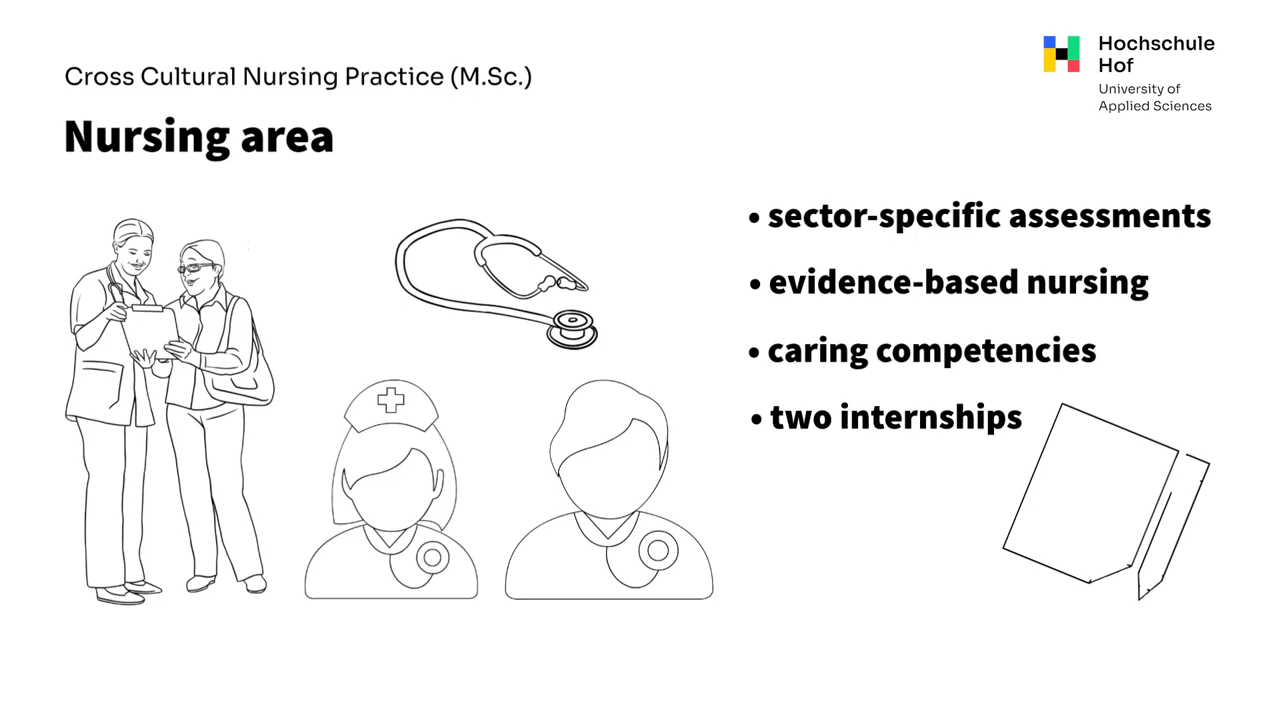 Cross Cultural Nursing Practice (M.Sc.)
Nursing area
Hochschule
Hof
University of
Applied Sciences
• sector-specific assessments
• evidence-based nursing
• caring competencies
• two internships